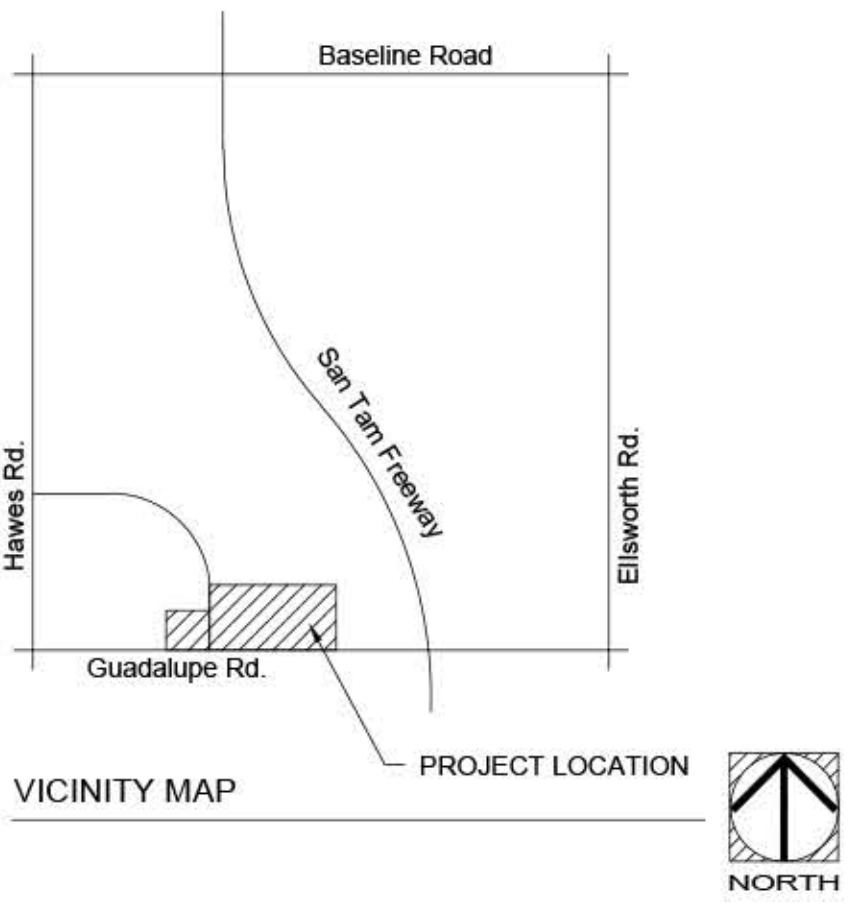 Baseline Road
San Tam Freeway
Hawes Rd.
Ellsworth Rd.
Guadalupe Rd.
PROJECT LOCATION
VICINITY MAP
NORTH